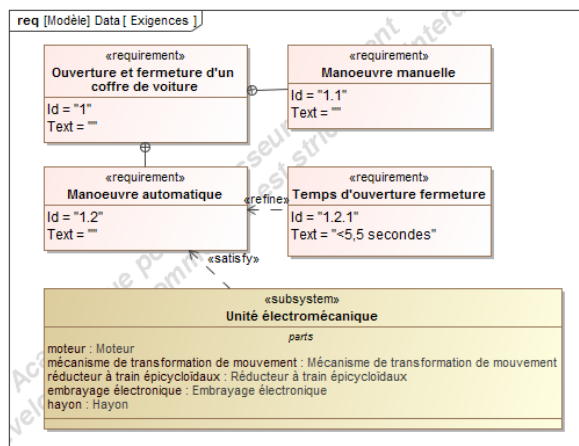 req [Modèle] Data [ Exigences ]
«requirement»
Ouverture et fermeture d'un
coffre de voiture
Id = "1"
Text = ""
«requirement»
Manoeuvre manuelle
Id = "1.1"
Text = ""
«requirement»
Manoeuvre automatique
Id = "1.2"
Text = ""
«refine»
«requirement»
Temps d'ouverture fermeture
Id = "1.2.1"
Text = "<5,5 secondes"
«satisfy»
«subsystem»
Unité électromécanique
parts
moteur : Moteur
mécanisme de transformation de mouvement : Mécanisme de transformation de mouvement
réducteur à train épicycloïdaux : Réducteur à train épicycloïdaux
embrayage électronique : Embrayage électronique
hayon : Hayon